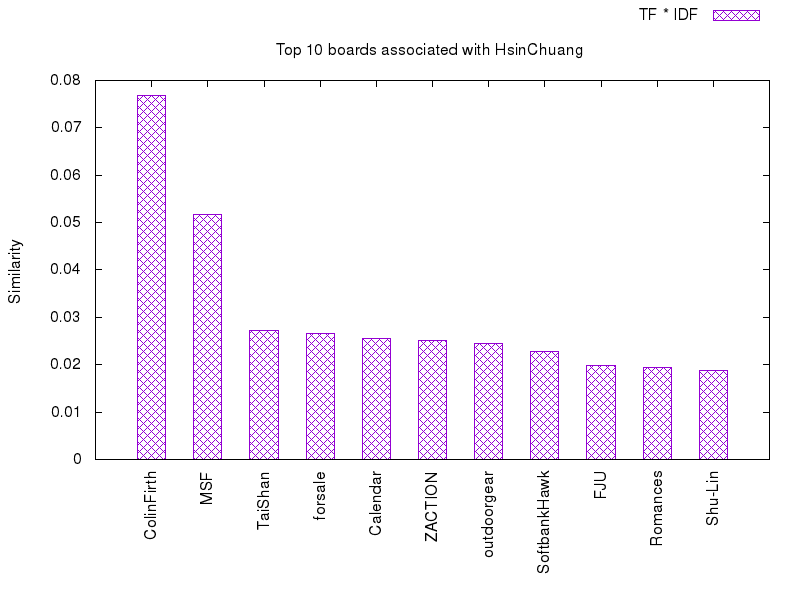 TF * IDF
Top 10 boards associated with HsinChuang
0.08
0.07
0.06
0.05
0.04
0.03
0.02
0.01
0
Similarity
ColinFirth
MSF
TaiShan
forsale
Calendar
ZACTION
outdoorgear
SoftbankHawk
FJU
Romances
Shu-Lin